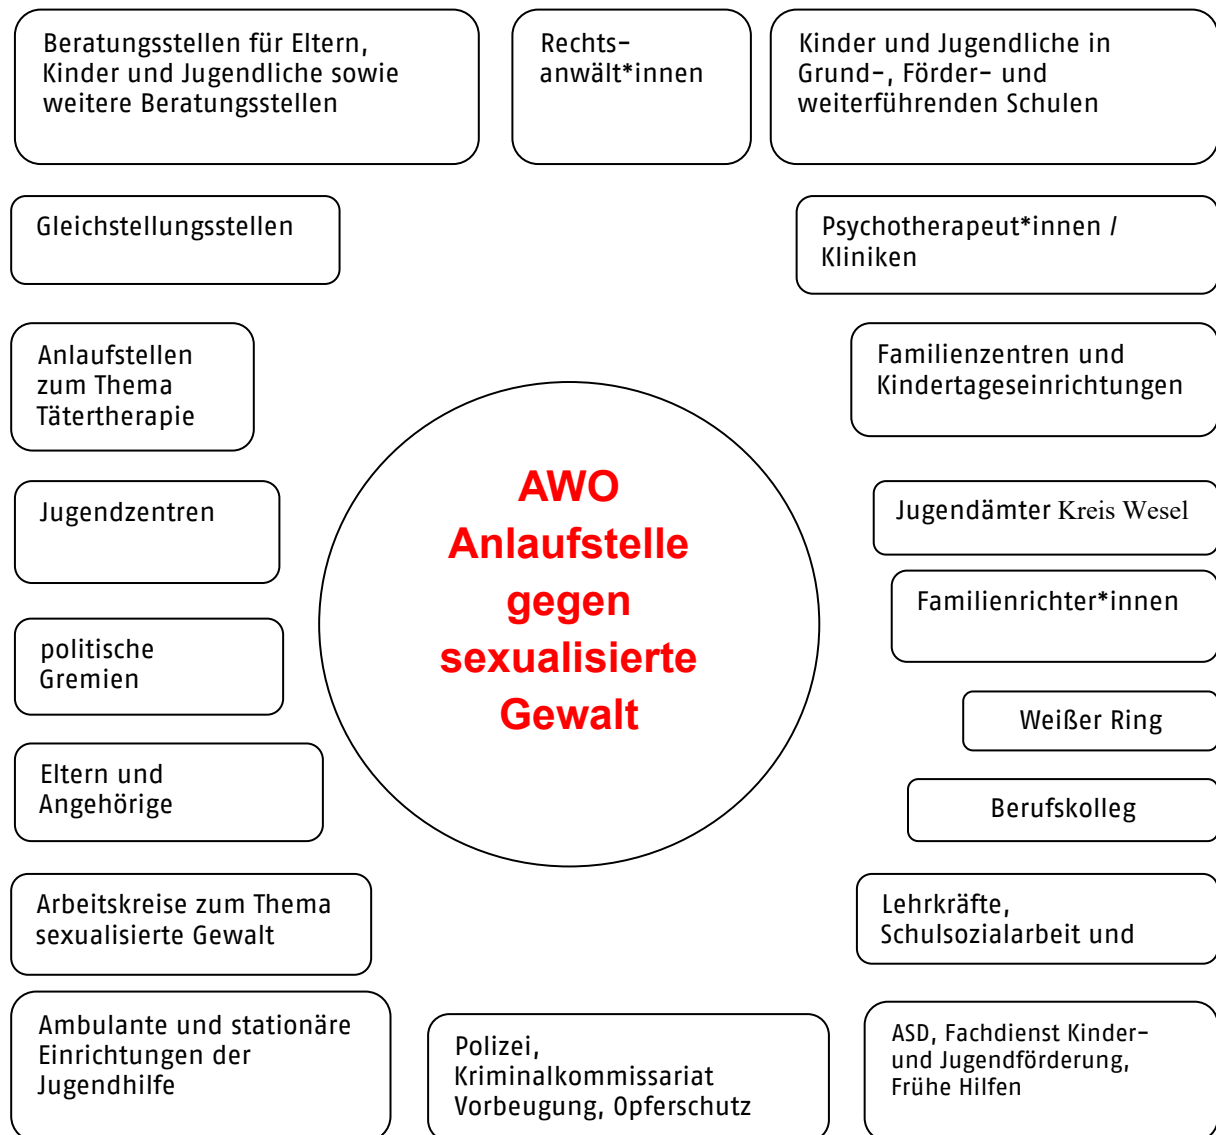 Beratungsstellen für Eltern,
Kinder und Jugendliche sowie
weitere Beratungsstellen
Rechts-
anwält*innen
Kinder und Jugendliche in
Grund-, Förder- und
weiterführenden Schulen
Gleichstellungsstellen
Psychotherapeut*innen /
Kliniken
Anlaufstellen
zum Thema
Tätertherapie
Familienzentren und
Kindertageseinrichtungen
AWO
Anlaufstelle
gegen
sexualisierte
Gewalt
Jugendzentren
Jugendämter Kreis Wesel
Familienrichter*innen
politische
Gremien
Weißer Ring
Eltern und
Angehörige
Berufskolleg
Arbeitskreise zum Thema
sexualisierte Gewalt
Lehrkräfte,
Schulsozialarbeit und
Ambulante und stationäre
Einrichtungen der
Jugendhilfe
Polizei,
Kriminalkommissariat
Vorbeugung, Opferschutz
ASD, Fachdienst Kinder-
und Jugendförderung,
Frühe Hilfen